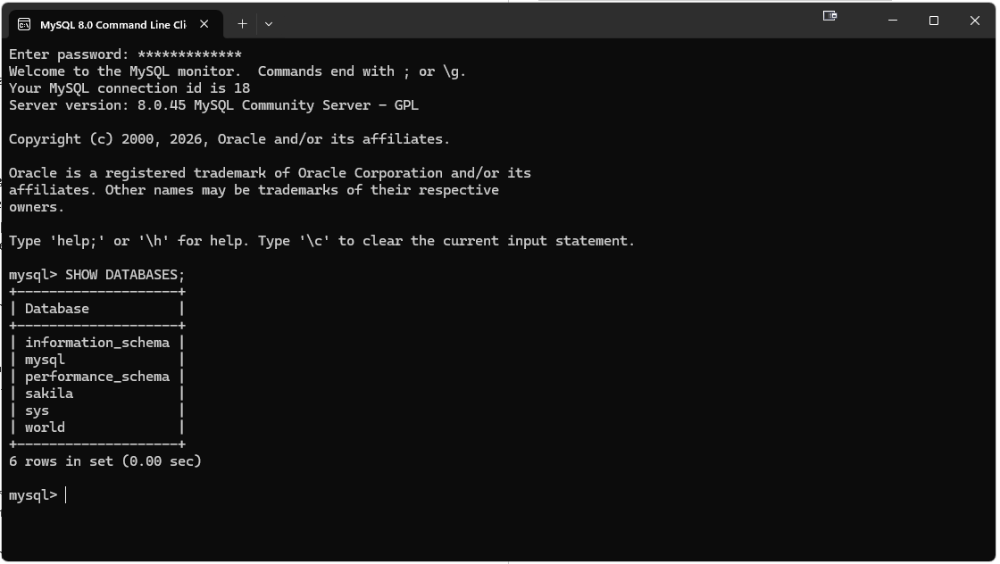 MySQL 8.0 Command Line Cli
Enter password: *************
Welcome to the MySQL monitor.  Commands end with ; or \g.
Your MySQL connection id is 18
Server version: 8.0.45 MySQL Community Server - GPL

Copyright (c) 2000, 2026, Oracle and/or its affiliates.

Oracle is a registered trademark of Oracle Corporation and/or its
affiliates. Other names may be trademarks of their respective
owners.

Type 'help;' or '\h' for help. Type '\c' to clear the current input statement.

mysql> SHOW DATABASES;
+--------------------+
| Database           |
+--------------------+
| information_schema |
| mysql              |
| performance_schema |
| sakila             |
| sys                |
| world              |
+--------------------+
6 rows in set (0.00 sec)

mysql>